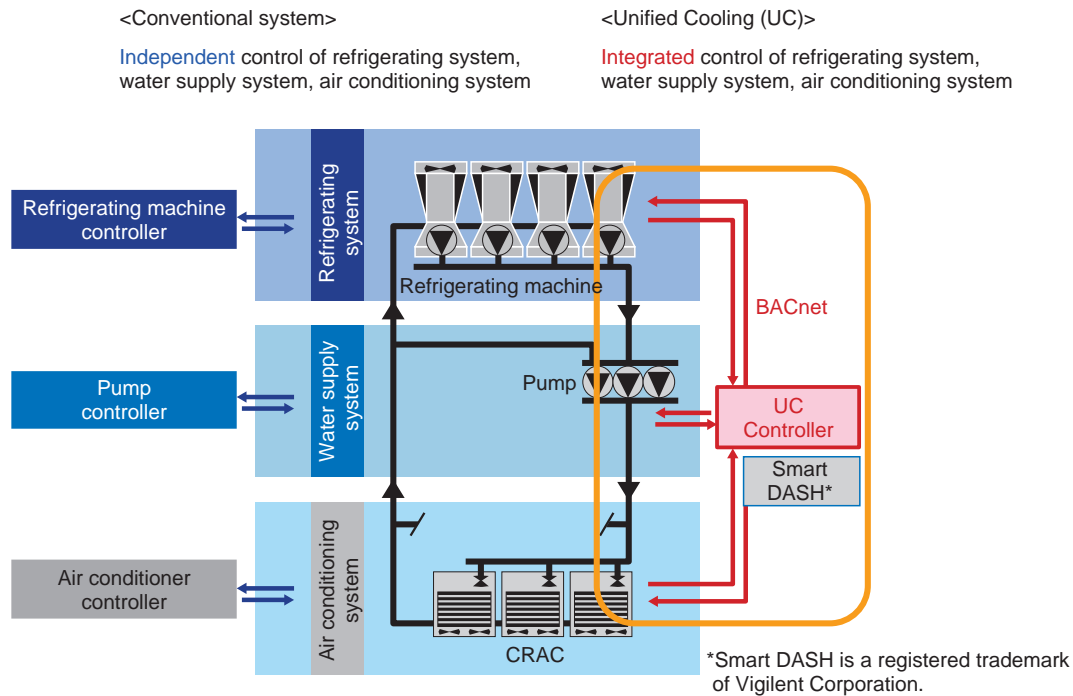 <Conventional system>
Independent control of refrigerating system,
water supply system, air conditioning system
<Unified Cooling (UC)>
Integrated control of refrigerating system,
water supply system, air conditioning system
Refrigerating machine
controller
Refrigerating
system
Refrigerating machine
BACnet
Pump
controller
Water supply
system
Pump
UC
Controller
Smart
DASH*
Air conditioner
controller
Air conditioning
system
CRAC
*Smart DASH is a registered trademark
of Vigilent Corporation.